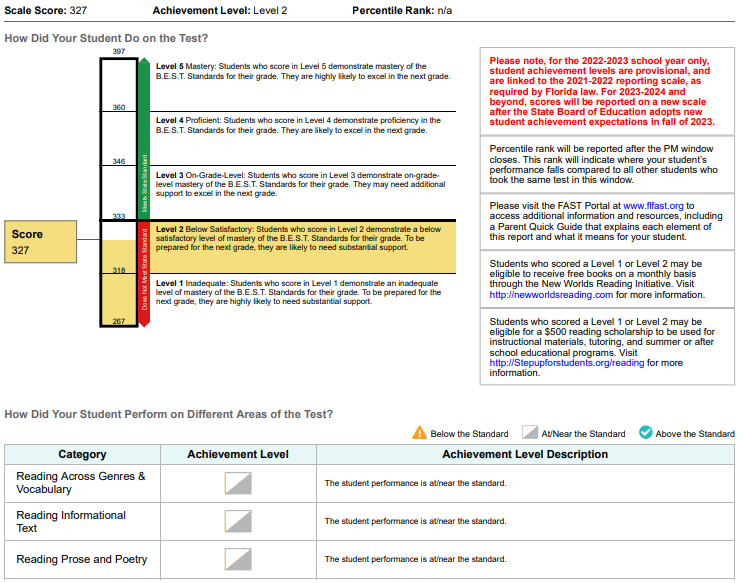 Scale Score: 327 Achievement Level: Level 2 Percentile Rank: n/a
How Did Your Student Do on the Test?
397
Level 5 Mastery: Students who score in Level 5 demonstrate mastery of the
B.E.S.T. Standards for their grade. They are highly likely to excel in the next grade.
360
Level 4 Proficient: Students who score in Level 4 demonstrate proficiency in the
B.E.S.T. Standards for their grade. They are likely to excel in the next grade.
346
Level 3 On-Grade-Level: Students who score in Level 3 demonstrate on-grade-
level mastery of the B.E.S.T. Standards for their grade. They may need additional
support to excel in the next grade.
Meets State Standard
333
Score
327
Level 2 Below Satisfactory: Students who score in Level 2 demonstrate a below
satisfactory level of mastery of the B.E.S.T. Standards for their grade. To be
prepared for the next grade, they are likely to need substantial support.
318
Level 1 Inadequate: Students who score in Level 1 demonstrate an inadequate
level of mastery of the B.E.S.T. Standards for their grade. To be prepared for the
next grade, they are highly likely to need substantial support.
Does Not Meet State Standard
267
Please note, for the 2022-2023 school year only,
student achievement levels are provisional, and
are linked to the 2021-2022 reporting scale, as
required by Florida law. For 2023-2024 and
beyond, scores will be reported on a new scale
after the State Board of Education adopts new
student achievement expectations in fall of 2023.
Percentile rank will be reported after the PM window
closes. This rank will indicate where your student's
performance falls compared to all other students who
took the same test in this window.
Please visit the FAST Portal at www.flfast.org to
access additional information and resources, including
a Parent Quick Guide that explains each element of
this report and what it means for your student.
Students who scored a Level 1 or Level 2 may be
eligible to receive free books on a monthly basis
through the New Worlds Reading Initiative. Visit
http://newworldsreading.com for more information.
Students who scored a Level 1 or Level 2 may be
eligible for a $500 reading scholarship to be used for
instructional materials, tutoring, and summer or after
school educational programs. Visit
http://Stepupforstudents.org/reading for more
information.
How Did Your Student Perform on Different Areas of the Test?
Below the Standard At/Near the Standard Above the Standard
Category Achievement Level Achievement Level Description
Reading Across Genres &
Vocabulary
The student performance is at/near the standard.
Reading Informational
Text
The student performance is at/near the standard.
Reading Prose and Poetry
The student performance is at/near the standard.